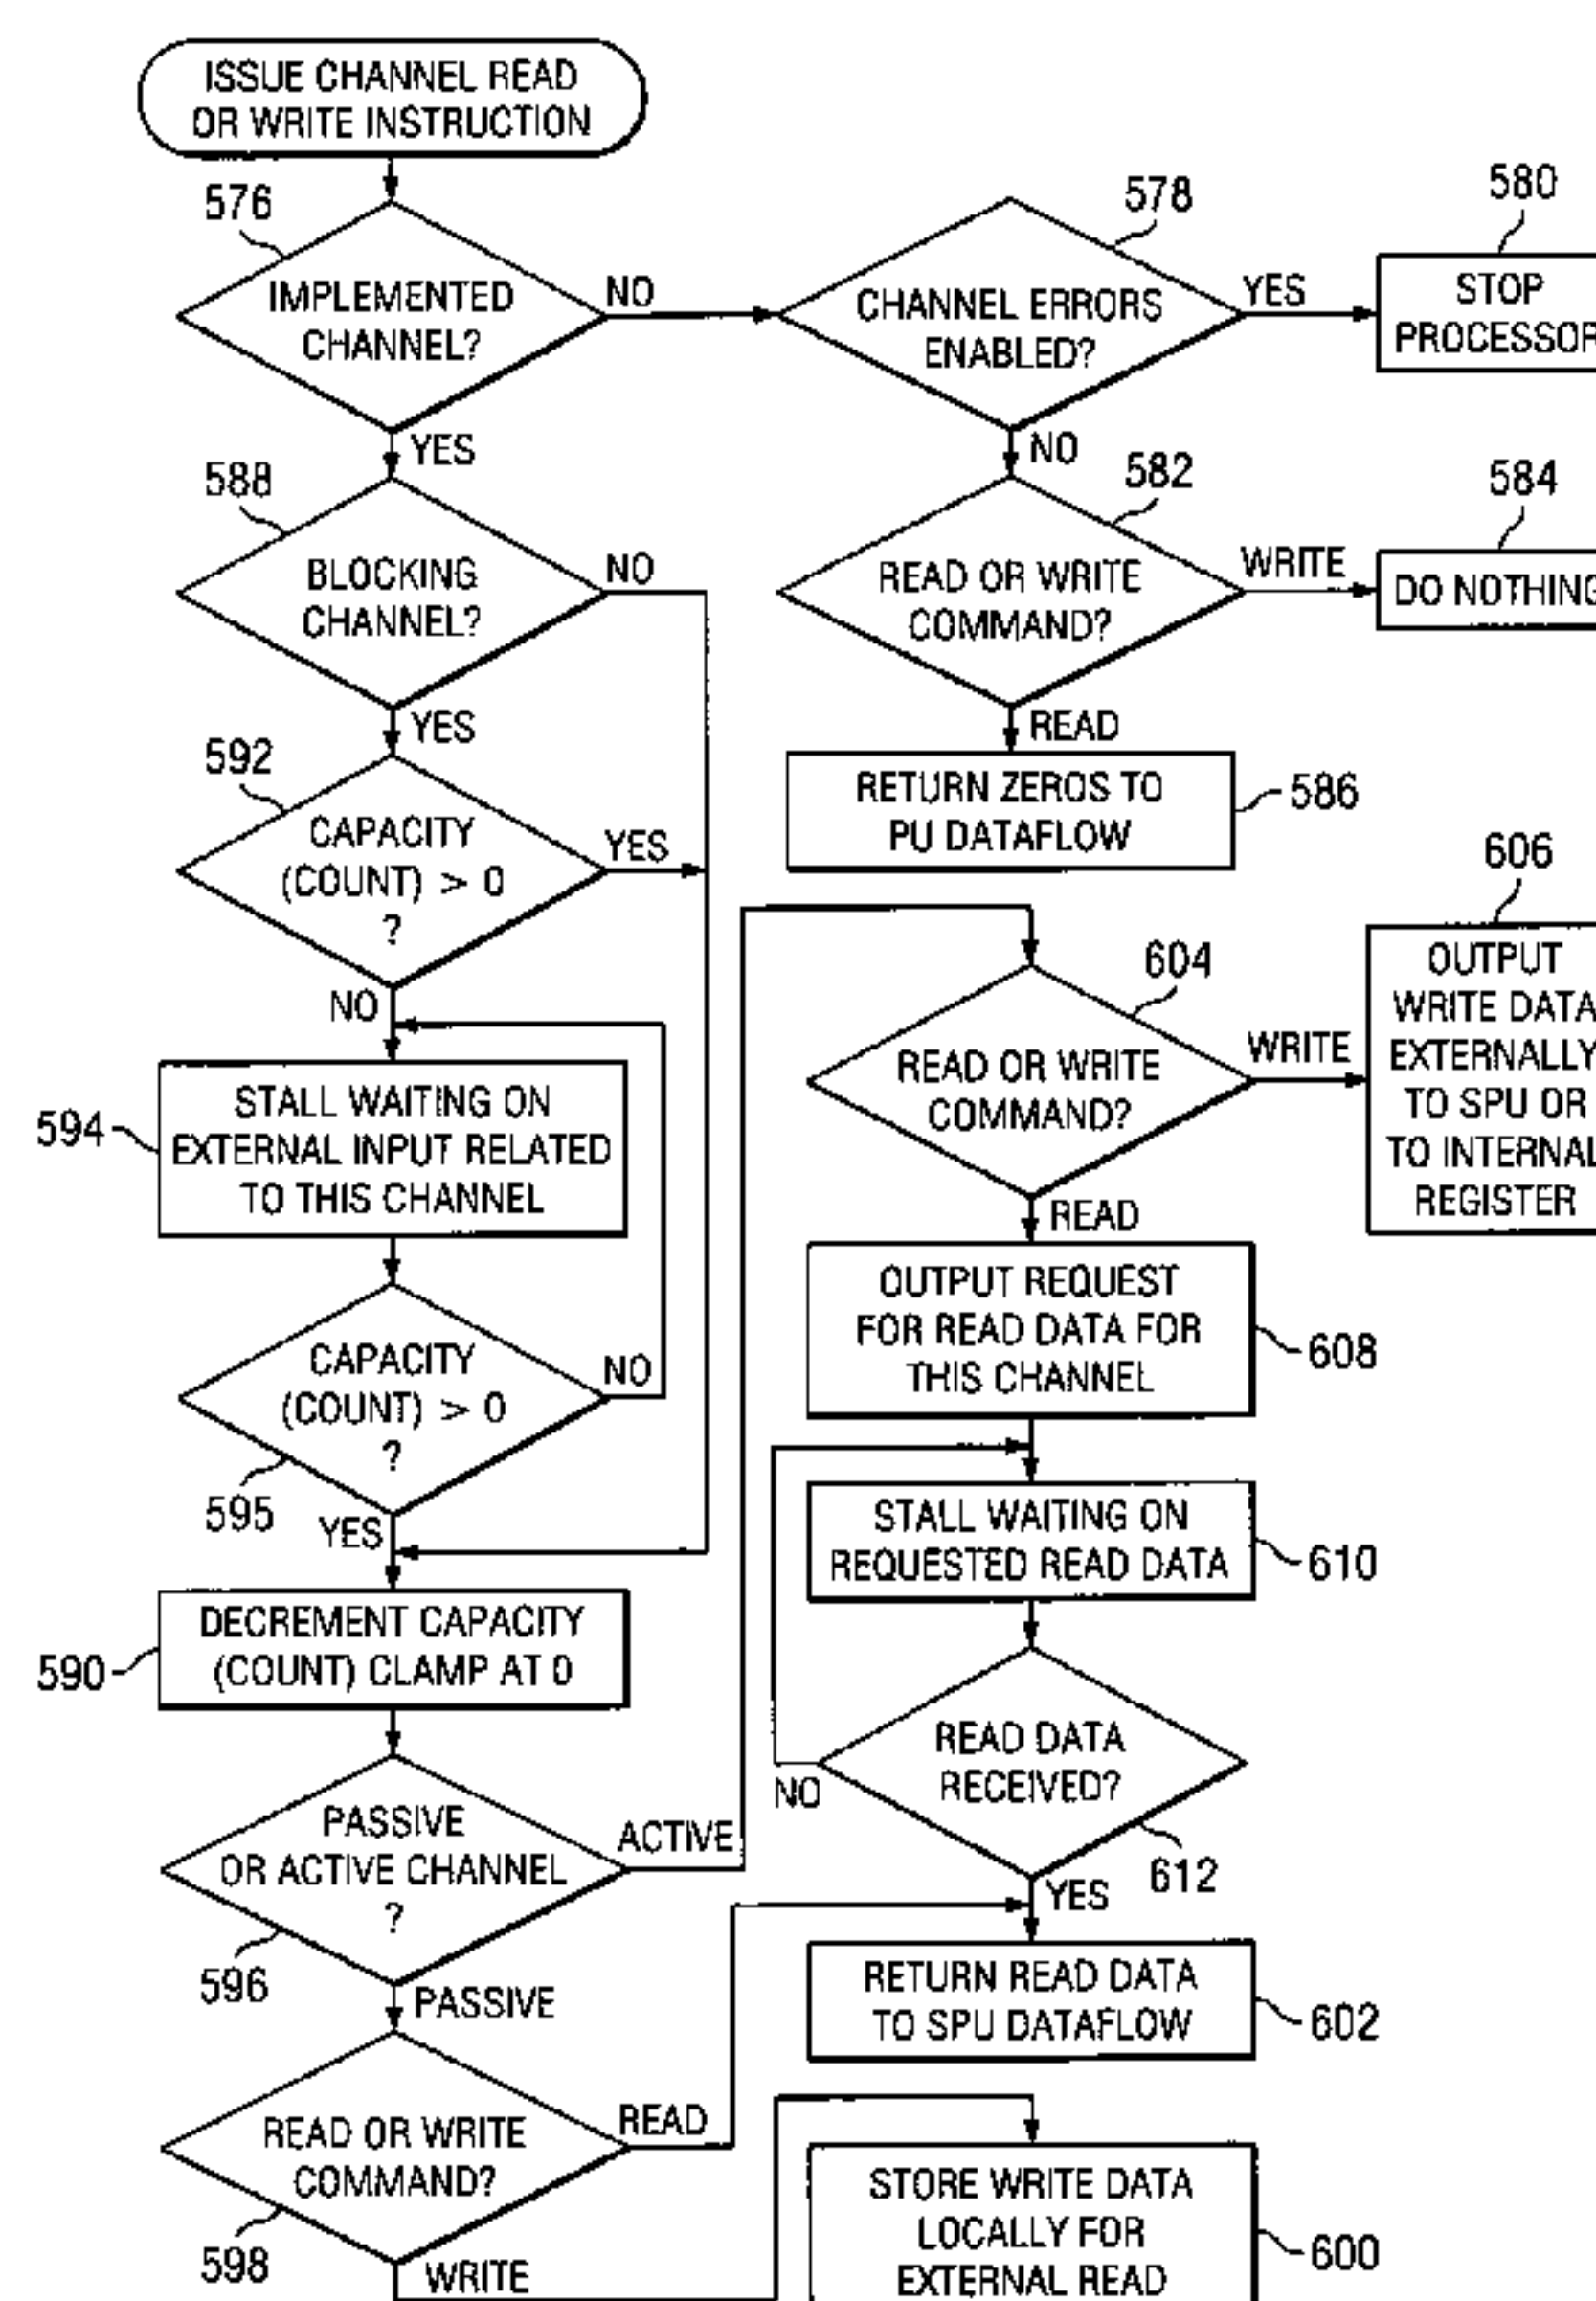 ISSUE CHANNEL READ
OR WRITE INSTRUCTION
576
IMPLEMENTED
CHANNEL?
NO
YES
578
CHANNEL ERRORS
ENABLED?
YES
NO
580
STOP
PROCESSOR
588
BLOCKING
CHANNEL?
NO
YES
582
READ OR WRITE
COMMAND?
WRITE
READ
584
DO NOTHING
586
RETURN ZEROS TO
PU DATAFLOW
592
CAPACITY
(COUNT) > 0
?
YES
NO
594
STALL WAITING ON
EXTERNAL INPUT RELATED
TO THIS CHANNEL
595
CAPACITY
(COUNT) > 0
?
NO
YES
590
DECREMENT CAPACITY
(COUNT) CLAMP AT 0
596
PASSIVE
OR ACTIVE CHANNEL
?
ACTIVE
PASSIVE
598
READ OR WRITE
COMMAND?
READ
WRITE
604
READ OR WRITE
COMMAND?
WRITE
READ
606
OUTPUT
WRITE DATA
EXTERNALLY
TO SPU OR
TO INTERNAL
REGISTER
608
OUTPUT REQUEST
FOR READ DATA FOR
THIS CHANNEL
610
STALL WAITING ON
REQUESTED READ DATA
612
READ DATA
RECEIVED?
NO
YES
602
RETURN READ DATA
TO SPU DATAFLOW
600
STORE WRITE DATA
LOCALLY FOR
EXTERNAL READ